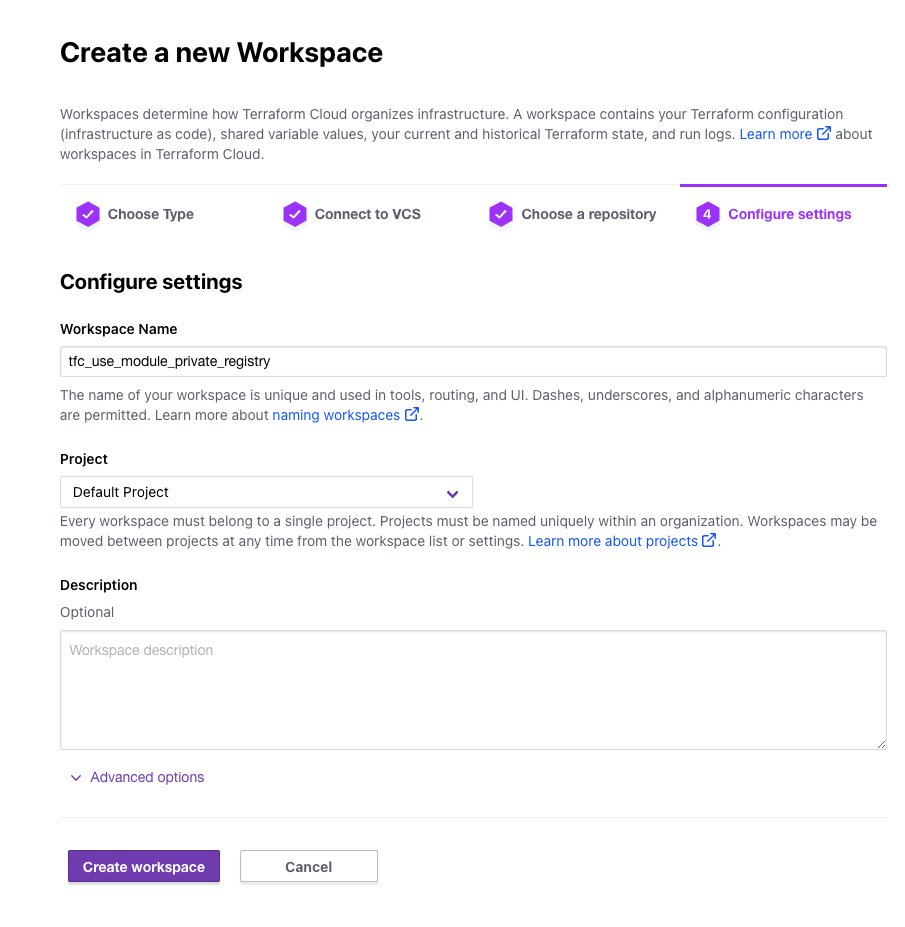 Create a new Workspace
Workspaces determine how Terraform Cloud organizes infrastructure. A workspace contains your Terraform configuration
(infrastructure as code), shared variable values, your current and historical Terraform state, and run logs. Learn more about
workspaces in Terraform Cloud.
Choose Type
Connect to VCS
Choose a repository
4 Configure settings
Configure settings
Workspace Name
tfc_use_module_private_registry
The name of your workspace is unique and used in tools, routing, and UI. Dashes, underscores, and alphanumeric characters
are permitted. Learn more about naming workspaces.
Project
Default Project
Every workspace must belong to a single project. Projects must be named uniquely within an organization. Workspaces may be
moved between projects at any time from the workspace list or settings. Learn more about projects.
Description
Optional
Workspace description
Advanced options
Create workspace
Cancel